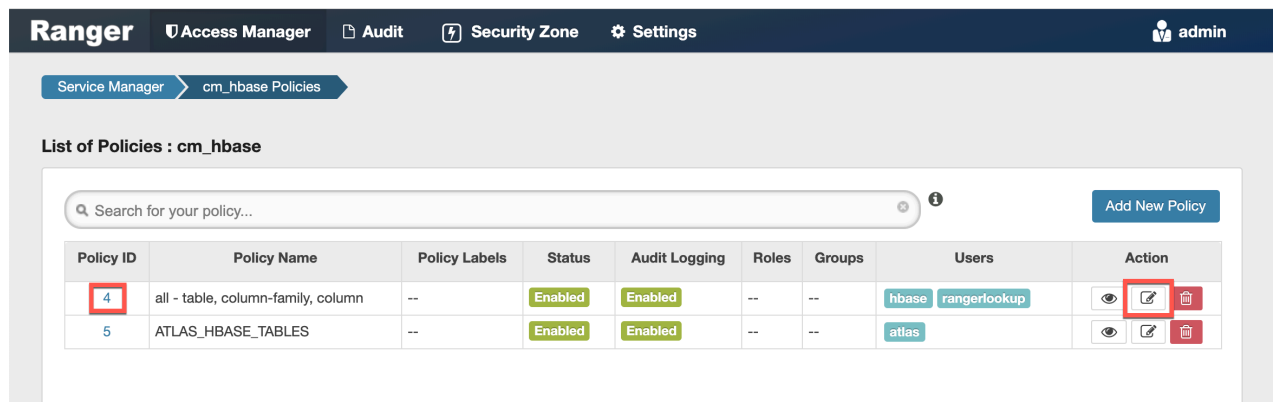 Ranger Access Manager Audit Security Zone Settings admin
Service Manager cm_hbase Policies
List of Policies : cm_hbase
Search for your policy... Add New Policy
Policy ID Policy Name Policy Labels Status Audit Logging Roles Groups Users Action
4 all - table, column-family, column -- Enabled Enabled -- -- hbase rangerlookup
5 ATLAS_HBASE_TABLES -- Enabled Enabled -- -- atlas